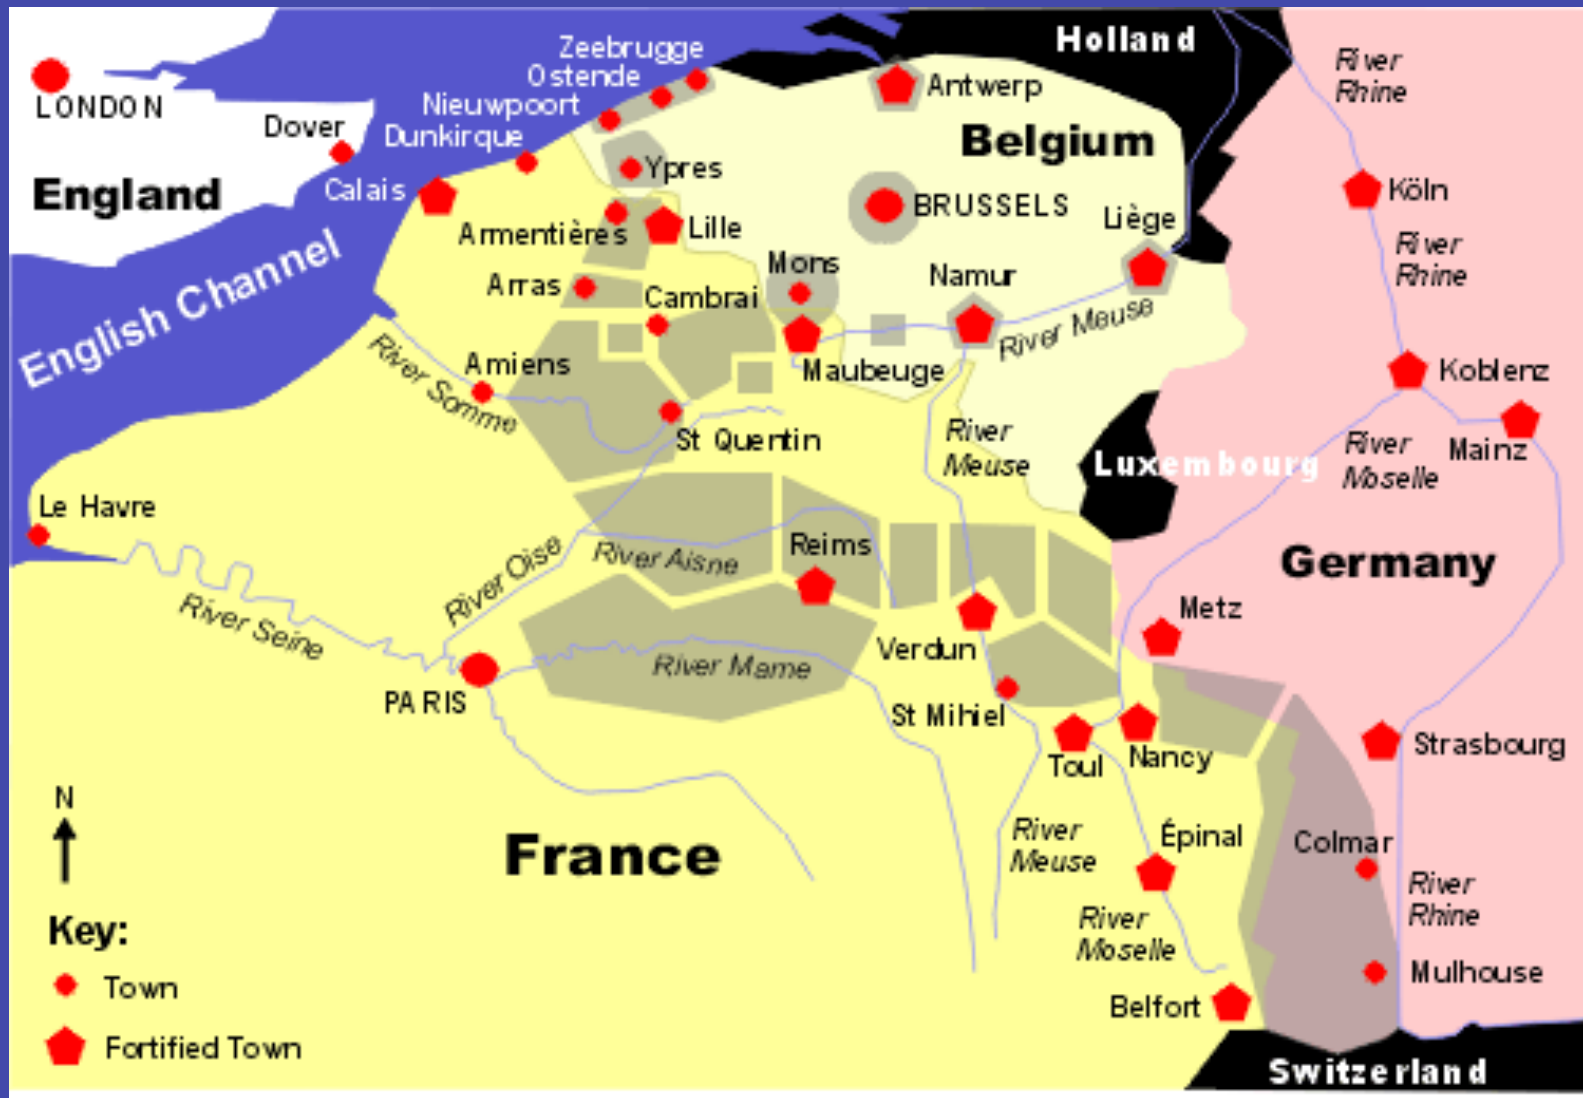 Holland
Zeebrugge
Ostende
Nieuwpoort
Dunkirque
LONDON
Dover
England
Calais
Antwerp
Belgium
River
Rhine
Köln
Ypres
BRUSSELS
Liège
Armentières
Lille
English Channel
Arras
Mons
Namur
River
Rhine
Cambrai
River Meuse
Amiens
Maubeuge
Koblenz
River Somme
St Quentin
River
Meuse
Luxembourg
River
Moselle
Mainz
Le Havre
River Oise
River Aisne
Reims
Germany
River Seine
Metz
Verdun
River Marne
PARIS
St Mihiel
Toul
Nancy
Strasbourg
N
France
River
Meuse
Épinal
Colmar
River
Rhine
Key:
River
Moselle
Town
Mulhouse
Belfort
Fortified Town
Switzerland